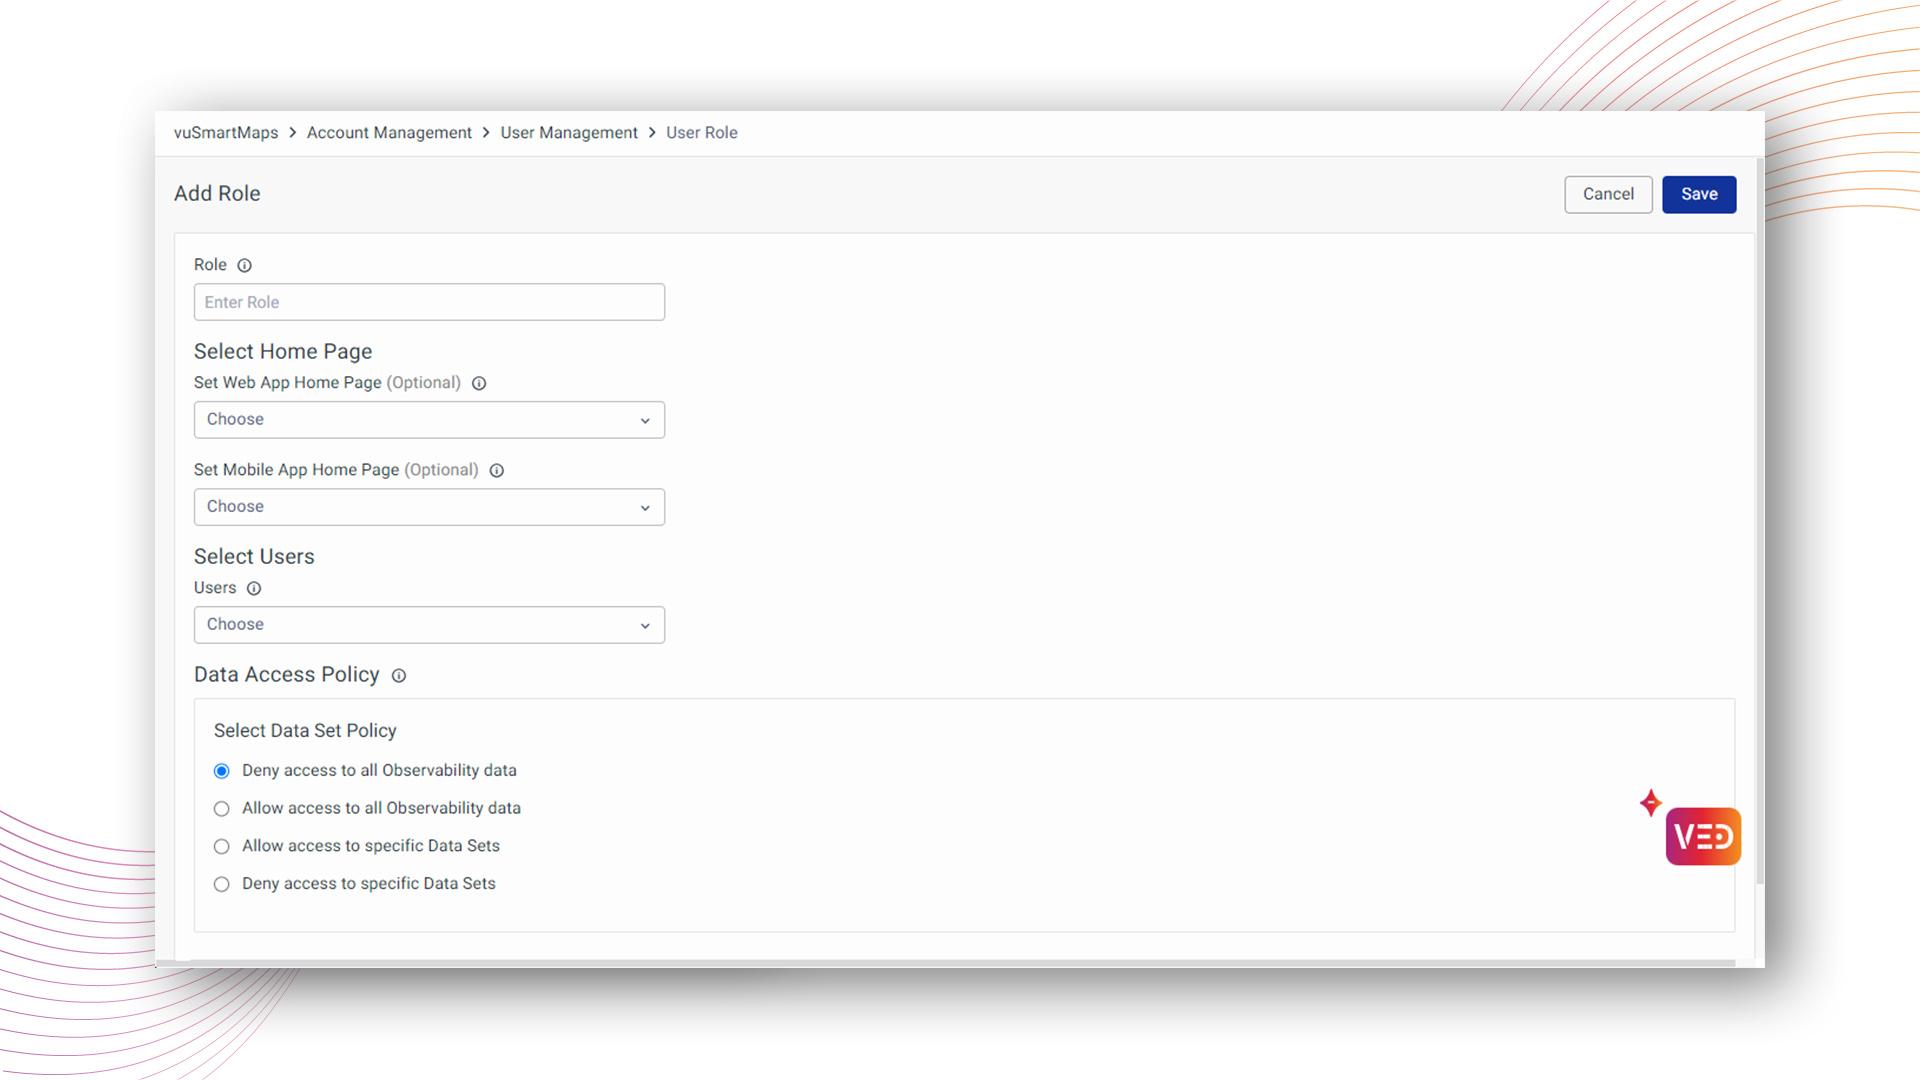 vuSmartMaps > Account Management > User Management > User Role
Add Role
Cancel
Save
Role
Enter Role
Select Home Page
Set Web App Home Page (Optional)
Choose
Set Mobile App Home Page (Optional)
Choose
Select Users
Users
Choose
Data Access Policy
Select Data Set Policy
Deny access to all Observability data
Allow access to all Observability data
Allow access to specific Data Sets
Deny access to specific Data Sets
VED